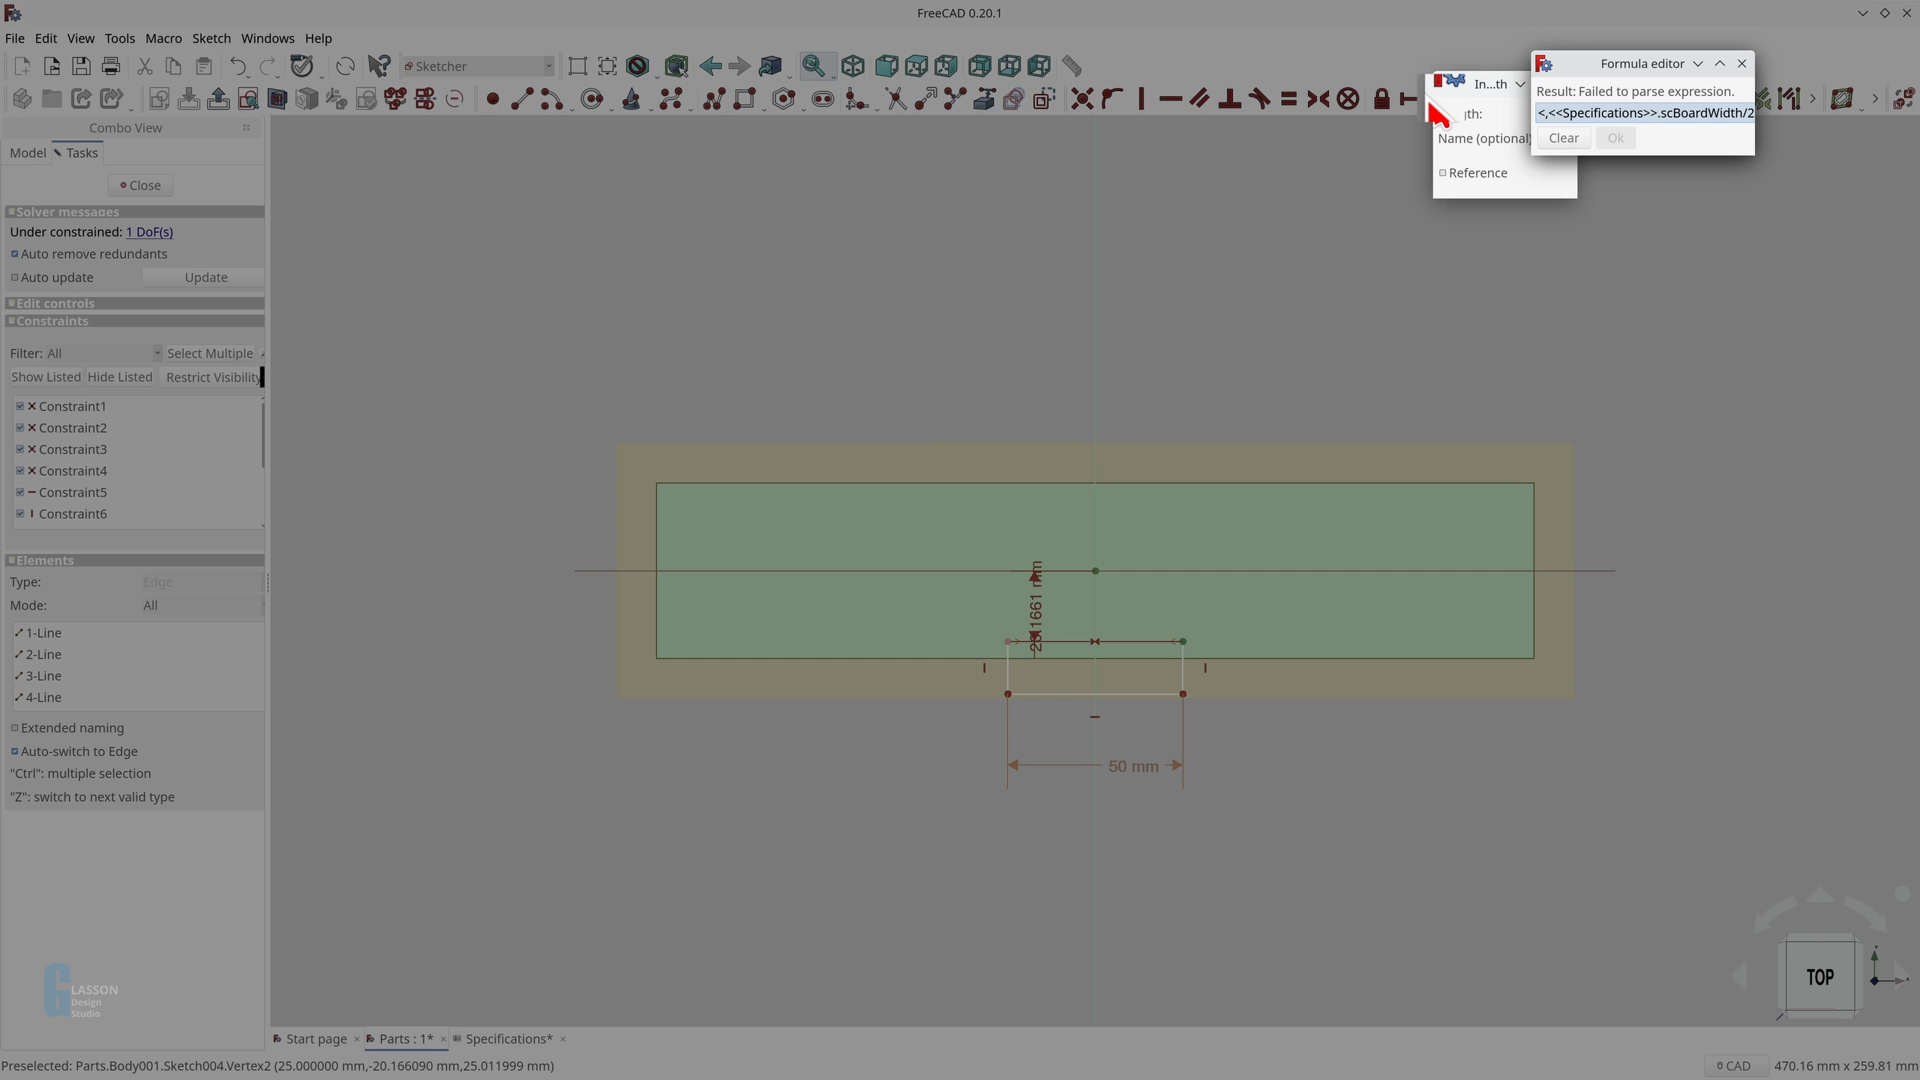 FreeCAD 0.20.1
File Edit View Tools Macro Sketch Windows Help
Sketcher
Formula editor
Result: Failed to parse expression.
<,<<Specifications>>.scBoardWidth/2
Clear Ok
In...th
Name (optional)
Reference
Combo View
Model Tasks
Close
Solver messages
Under constrained: 1 DoF(s)
Auto remove redundants
Auto update Update
Edit controls
Constraints
Filter: All Select Multiple
Show Listed Hide Listed Restrict Visibility
Constraint1
Constraint2
Constraint3
Constraint4
Constraint5
Constraint6
Elements
Type: Edge
Mode: All
1-Line
2-Line
3-Line
4-Line
Extended naming
Auto-switch to Edge
"Ctrl": multiple selection
"Z": switch to next valid type
50 mm
TOP
GLASSON
Design
Studio
Start page Parts : 1* Specifications*
Preselected: Parts.Body001.Sketch004.Vertex2 (25.000000 mm,-20.166090 mm,25.011999 mm)
CAD 470.16 mm x 259.81 mm